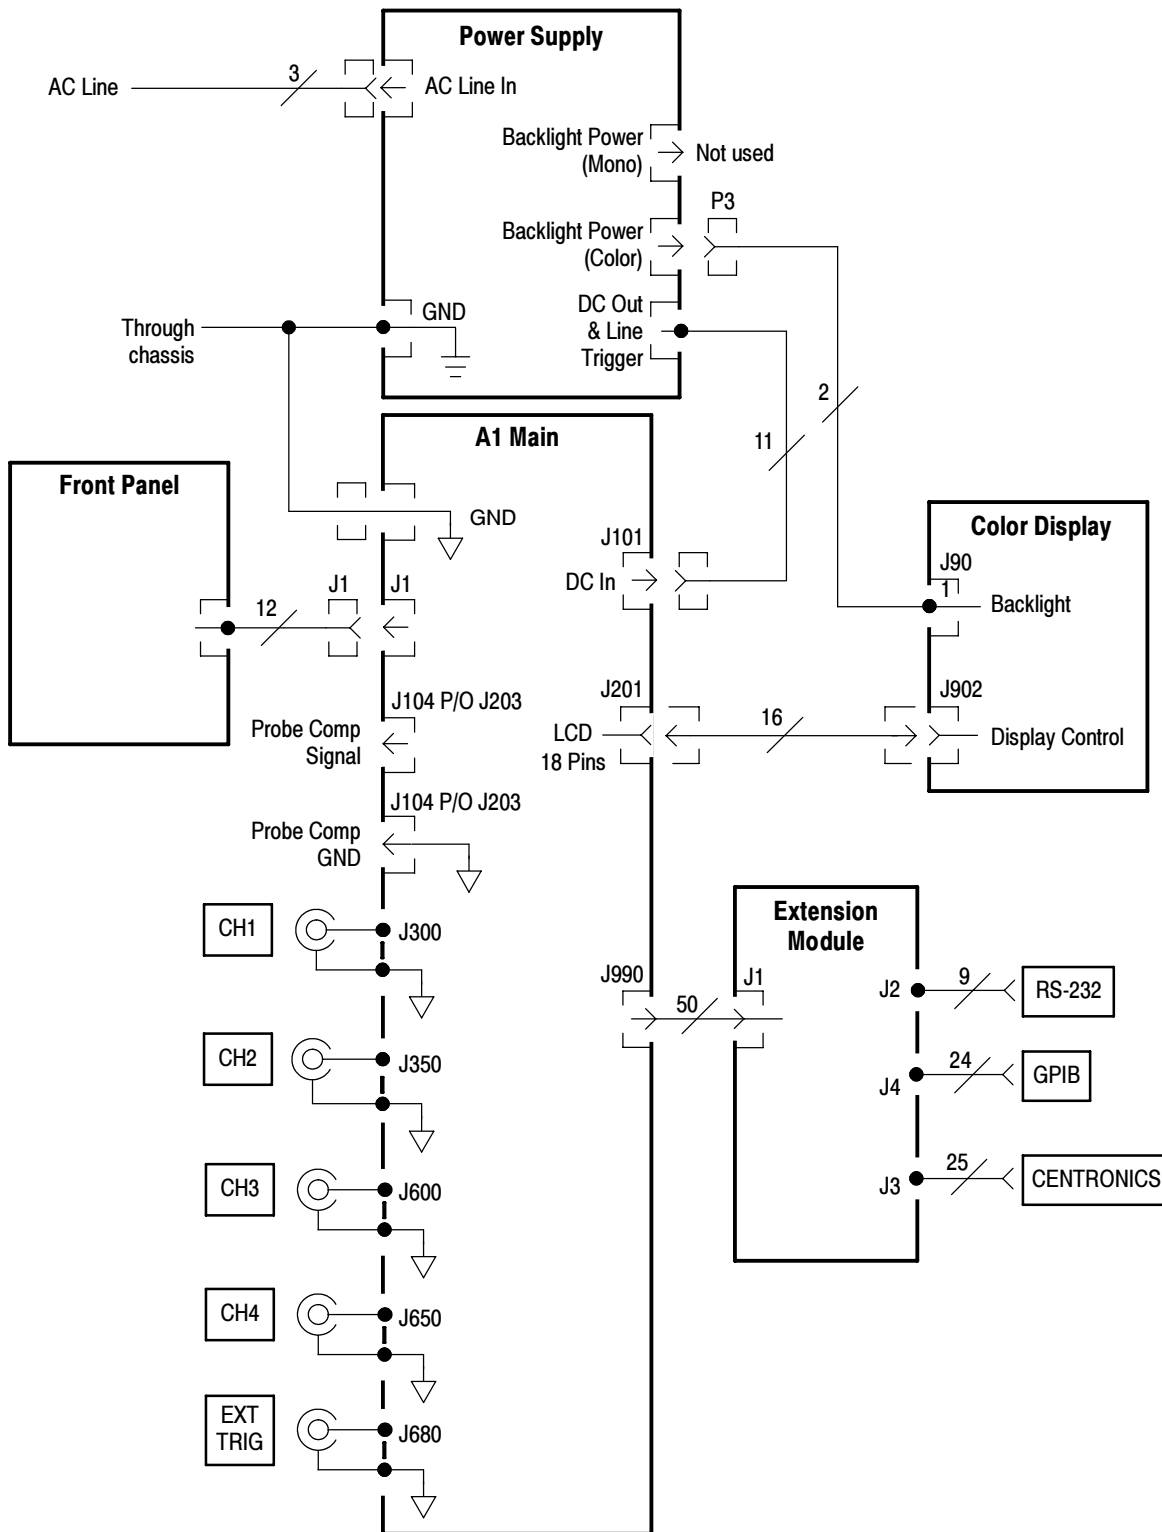 Power Supply
AC Line
3
AC Line In
Backlight Power
(Mono)
Not used
P3
Backlight Power
(Color)
GND
DC Out
& Line
Trigger
Through
chassis
2
11
A1 Main
Front Panel
GND
J101
DC In
Color Display
J90
1
Backlight
J1
J1
12
J104 P/O J203
Probe Comp
Signal
J201
LCD
18 Pins
16
J902
Display Control
J104 P/O J203
Probe Comp
GND
CH1
J300
Extension
Module
J990
50
J1
J2
9
RS-232
CH2
J350
J4
24
GPIB
CH3
J600
J3
25
CENTRONICS
CH4
J650
EXT
TRIG
J680